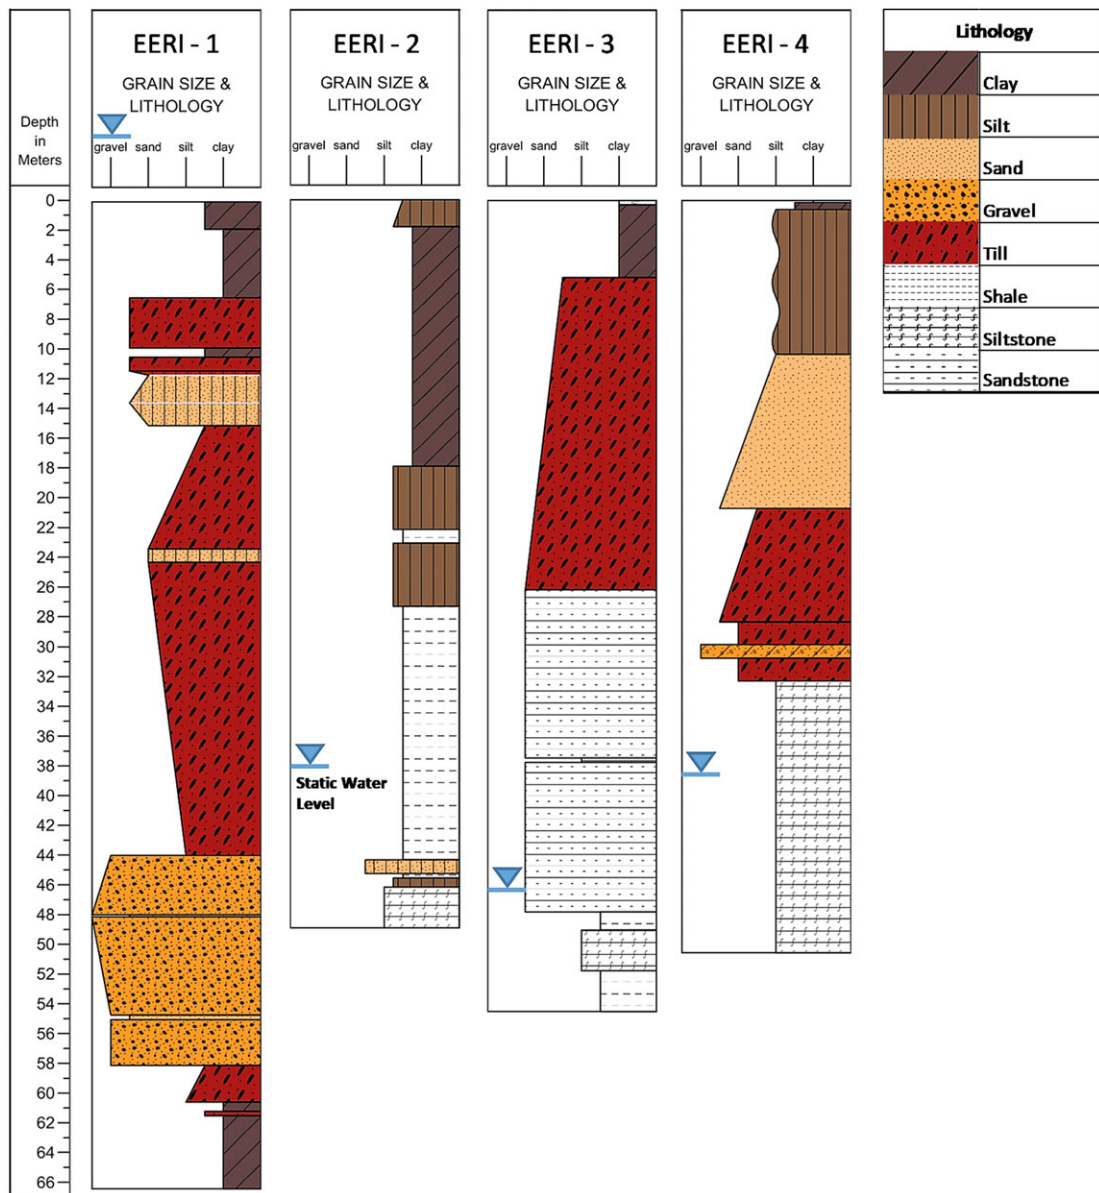 EERI - 1
EERI - 2
EERI - 3
EERI - 4
GRAIN SIZE &
LITHOLOGY
GRAIN SIZE &
LITHOLOGY
GRAIN SIZE &
LITHOLOGY
GRAIN SIZE &
LITHOLOGY
Depth
in
Meters
gravel sand silt clay
gravel sand silt clay
gravel sand silt clay
gravel sand silt clay
0
2
4
6
8
10
12
14
16
18
20
22
24
26
28
30
32
34
36
38
40
42
44
46
48
50
52
54
56
58
60
62
64
66
Static Water
Level
Lithology
Clay
Silt
Sand
Gravel
Till
Shale
Siltstone
Sandstone